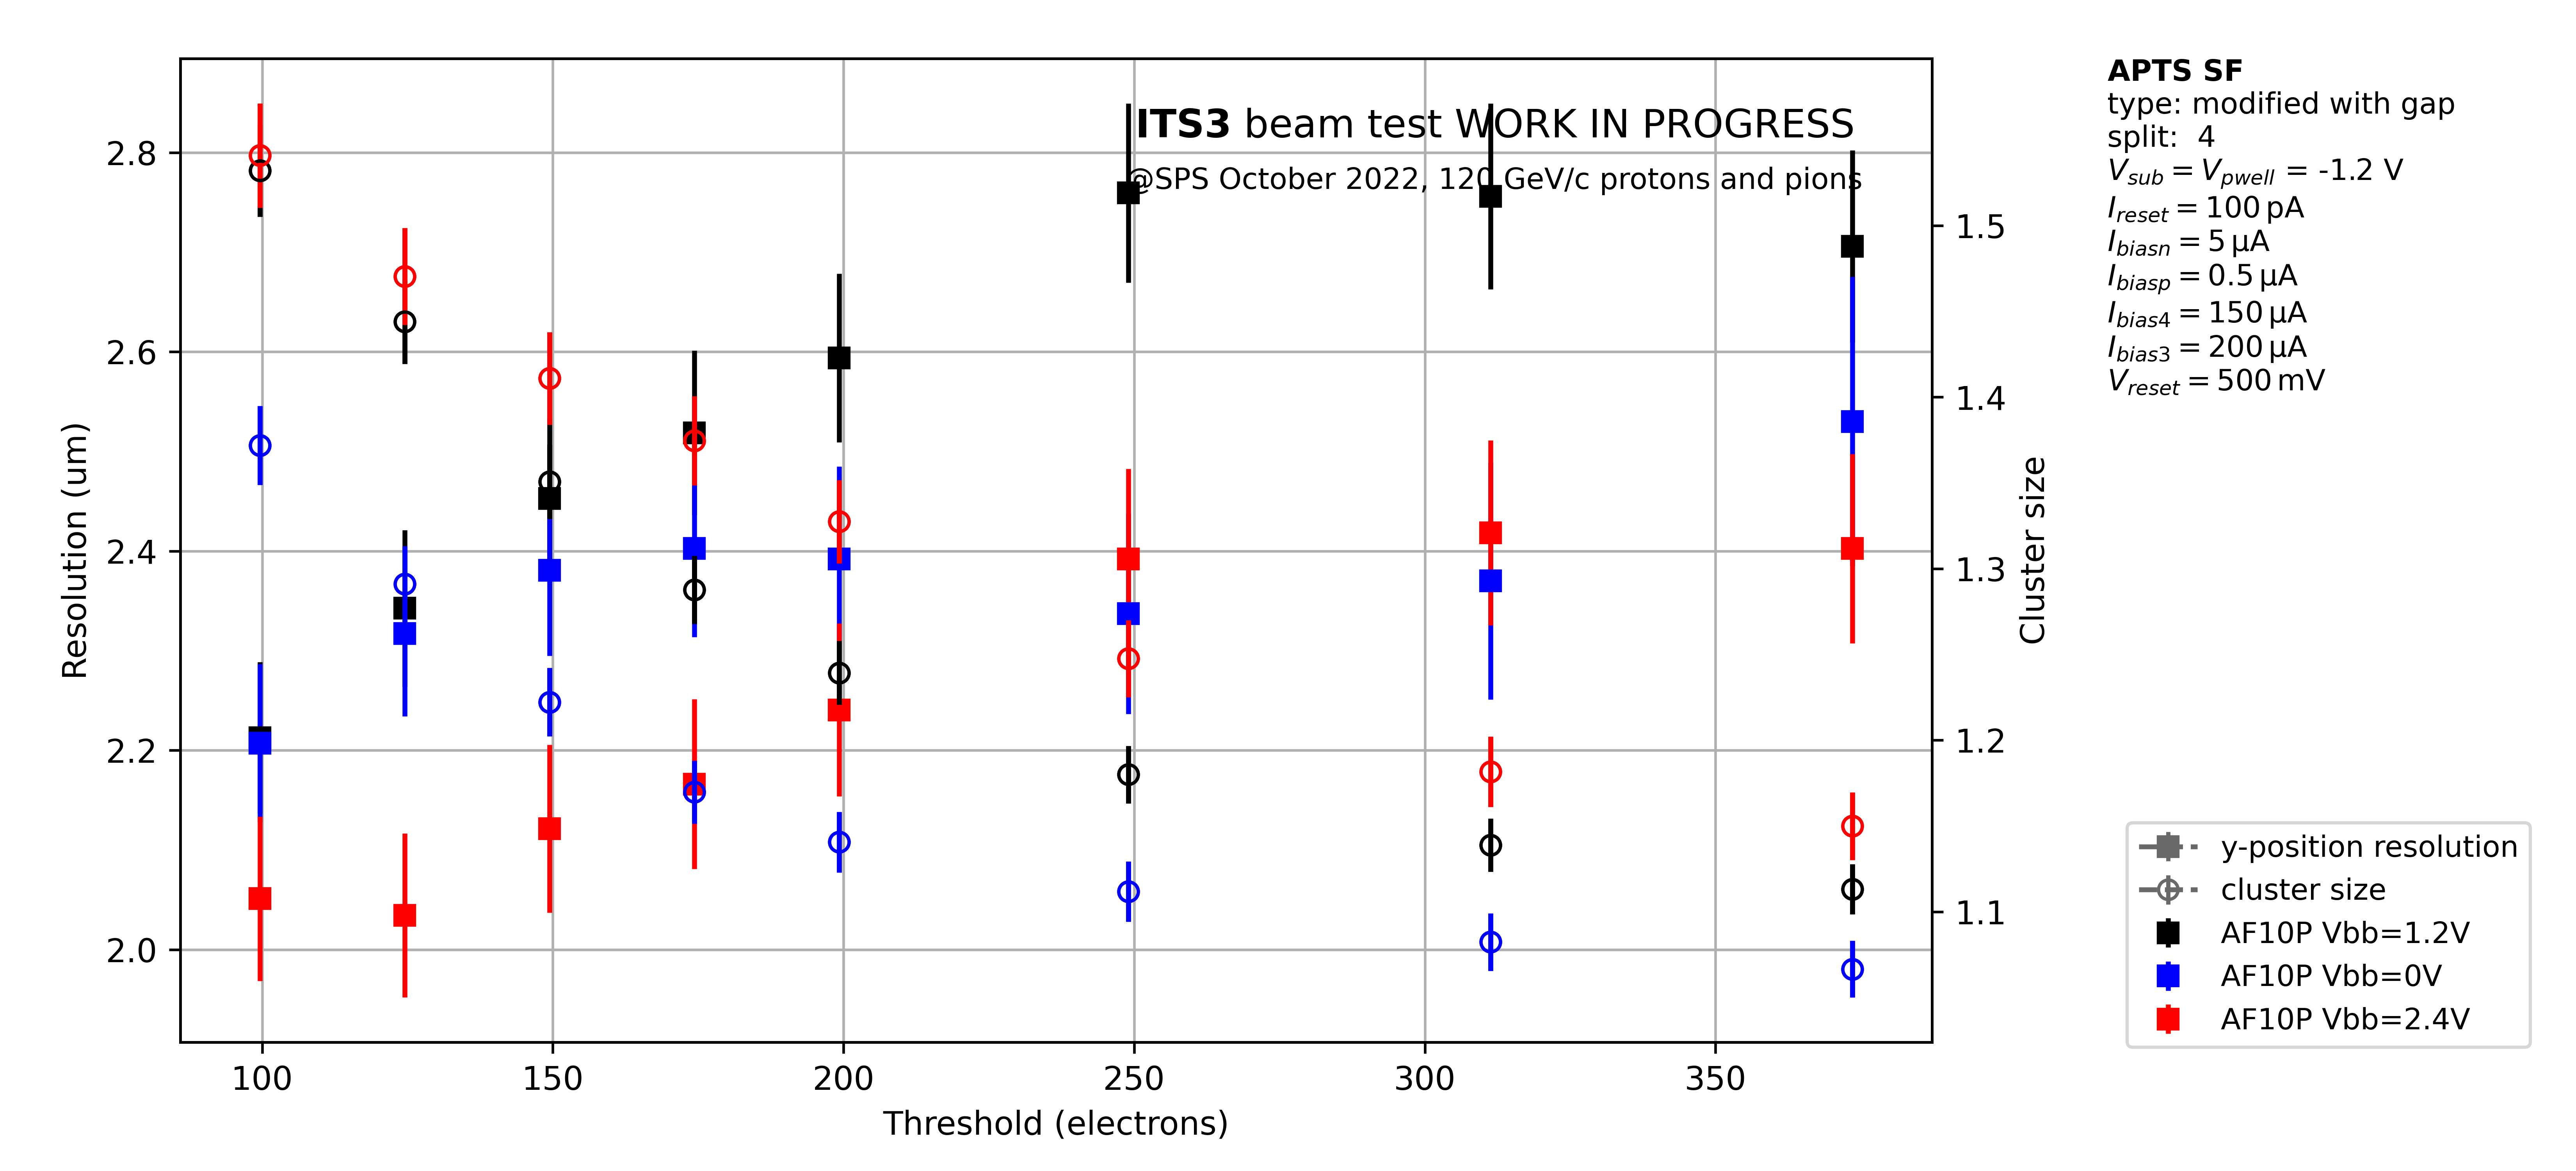 ITS3 beam test WORK IN PROGRESS
@SPS October 2022, 120 GeV/c protons and pions
Resolution (um)
2.8
2.6
2.4
2.2
2.0
100 150 200 250 300 350
Threshold (electrons)
1.5
1.4
1.3
1.2
1.1
Cluster size
APTS SF
type: modified with gap
split: 4
V_sub = V_pwell = -1.2 V
I_reset = 100 pA
I_biasn = 5 μA
I_biasp = 0.5 μA
I_bias4 = 150 μA
I_bias3 = 200 μA
V_reset = 500 mV
y-position resolution
cluster size
AF10P Vbb=1.2V
AF10P Vbb=0V
AF10P Vbb=2.4V